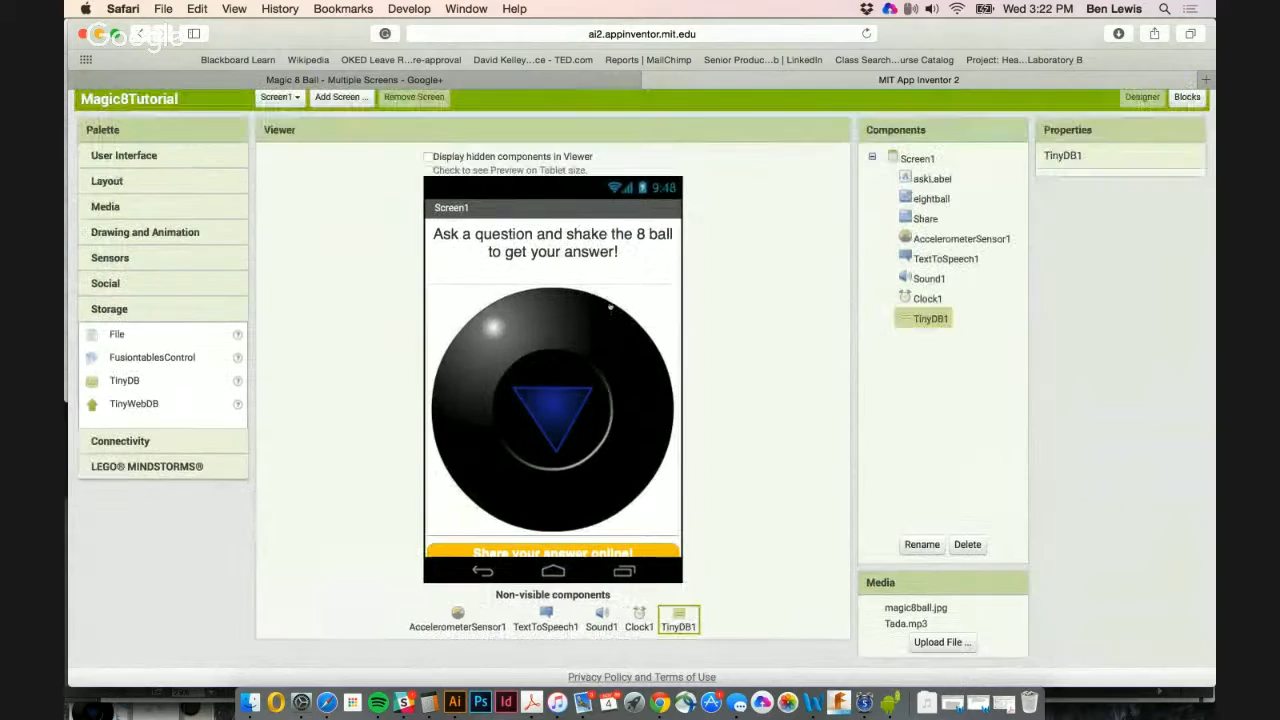 Safari File Edit View History Bookmarks Develop Window Help Wed 3:22 PM Ben Lewis
Google
ai2.appinventor.mit.edu
Blackboard Learn Wikipedia OKED Leave R...re-approval David Kelley...ce - TED.com Reports | MailChimp Senior Produc...b | LinkedIn Class Search...urse Catalog Project: Hea...Laboratory B
Magic 8 Ball - Multiple Screens - Google+ MIT App Inventor 2
Magic8Tutorial Screen1 Add Screen ... Remove Screen Designer Blocks
Palette
User Interface
Layout
Media
Drawing and Animation
Sensors
Social
Storage
File
FusiontablesControl
TinyDB
TinyWebDB
Connectivity
LEGO® MINDSTORMS®
Viewer
Display hidden components in Viewer
Check to see Preview on Tablet size.
9:48
Screen1
Ask a question and shake the 8 ball
to get your answer!
Share your answer online!
Non-visible components
AccelerometerSensor1 TextToSpeech1 Sound1 Clock1 TinyDB1
Components
Screen1
askLabel
eightball
Share
AccelerometerSensor1
TextToSpeech1
Sound1
Clock1
TinyDB1
Rename Delete
Media
magic8ball.jpg
Tada.mp3
Upload File ...
Properties
TinyDB1
Privacy Policy and Terms of Use
Ai Ps Id